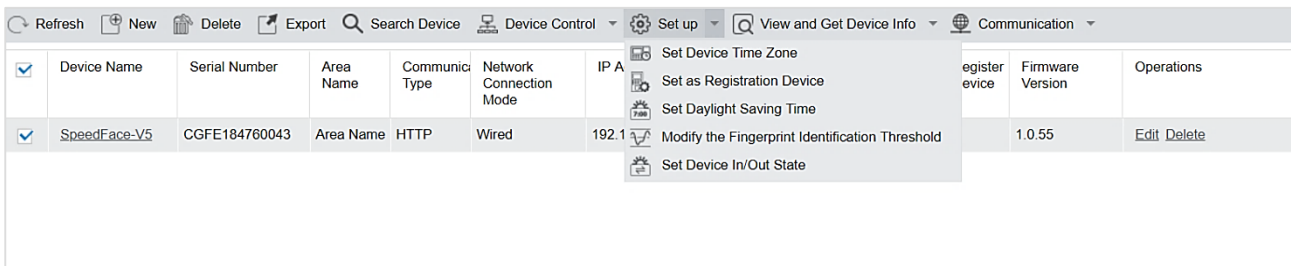 Refresh New Delete Export Search Device Device Control Set up View and Get Device Info Communication
Device Name Serial Number Area Name Communica Type Network Connection Mode IP A egister evice Firmware Version Operations
SpeedFace-V5 CGFE184760043 Area Name HTTP Wired 192.1 1.0.55 Edit Delete
Set Device Time Zone
Set as Registration Device
Set Daylight Saving Time
7:00
Modify the Fingerprint Identification Threshold
Set Device In/Out State